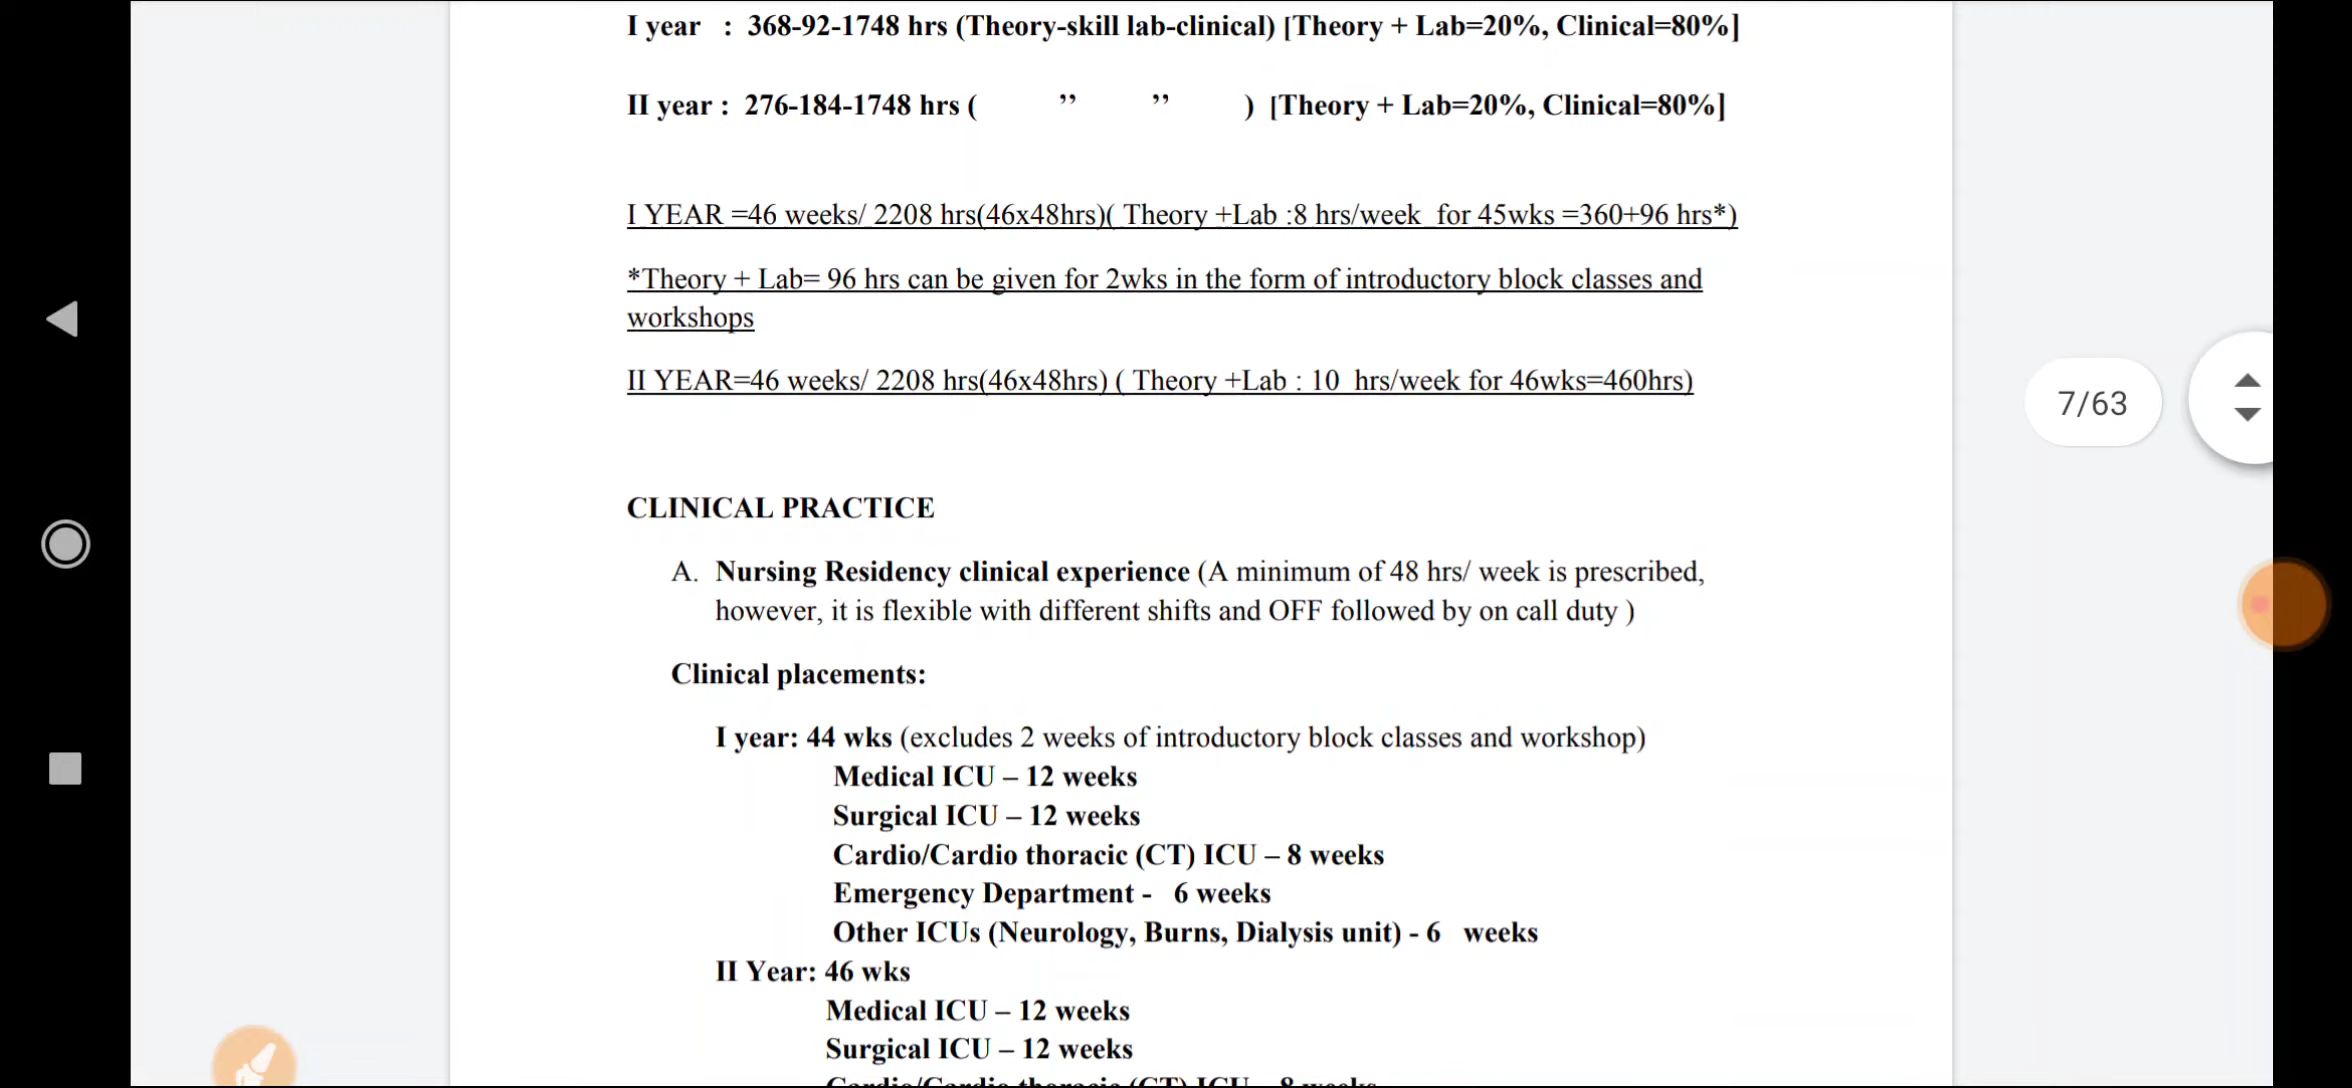 I year : 368-92-1748 hrs (Theory-skill lab-clinical) [Theory + Lab=20%, Clinical=80%]
II year : 276-184-1748 hrs ( ” ” ) [Theory + Lab=20%, Clinical=80%]
I YEAR =46 weeks/ 2208 hrs(46x48hrs)( Theory +Lab :8 hrs/week for 45wks =360+96 hrs*)
*Theory + Lab= 96 hrs can be given for 2wks in the form of introductory block classes and
workshops
II YEAR=46 weeks/ 2208 hrs(46x48hrs) ( Theory +Lab : 10 hrs/week for 46wks=460hrs)
7/63
CLINICAL PRACTICE
A. Nursing Residency clinical experience (A minimum of 48 hrs/ week is prescribed,
however, it is flexible with different shifts and OFF followed by on call duty )
Clinical placements:
I year: 44 wks (excludes 2 weeks of introductory block classes and workshop)
Medical ICU – 12 weeks
Surgical ICU – 12 weeks
Cardio/Cardio thoracic (CT) ICU – 8 weeks
Emergency Department - 6 weeks
Other ICUs (Neurology, Burns, Dialysis unit) - 6 weeks
II Year: 46 wks
Medical ICU – 12 weeks
Surgical ICU – 12 weeks
Cardio/Cardio thoracic (CT) ICU – 8 weeks